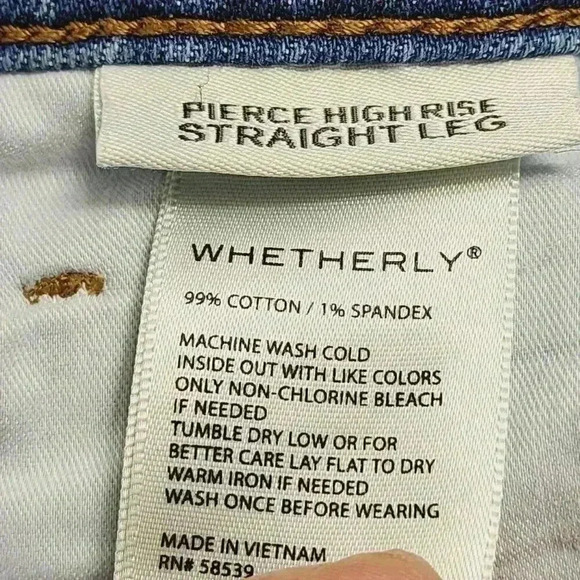 PIERCE HIGH RISE
STRAIGHT LEG
WHETHERLY®
99% COTTON / 1% SPANDEX
MACHINE WASH COLD
INSIDE OUT WITH LIKE COLORS
ONLY NON-CHLORINE BLEACH
IF NEEDED
TUMBLE DRY LOW OR FOR
BETTER CARE LAY FLAT TO DRY
WARM IRON IF NEEDED
WASH ONCE BEFORE WEARING
MADE IN VIETNAM
RN# 58539